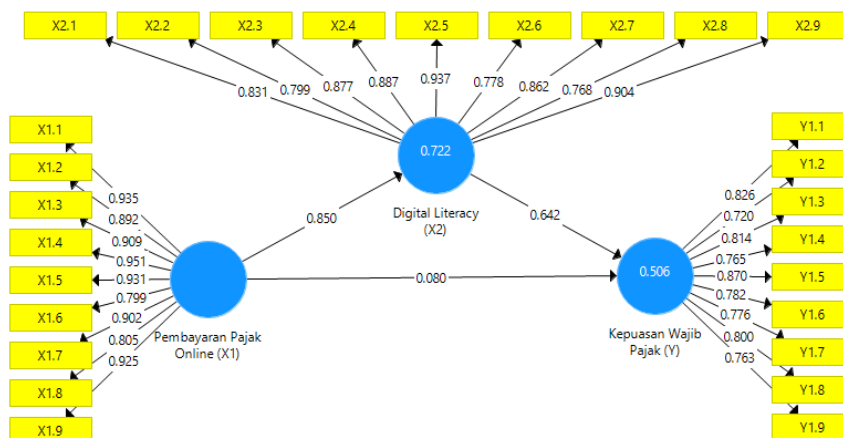 X2.1 X2.2 X2.3 X2.4 X2.5 X2.6 X2.7 X2.8 X2.9
0.831 0.799 0.877 0.887 0.937 0.778 0.862 0.768 0.904
0.722
Digital Literacy
(X2)
X1.1
X1.2
X1.3
X1.4
X1.5
X1.6
X1.7
X1.8
X1.9
0.935
0.892
0.909
0.951
0.931
0.799
0.902
0.805
0.925
Pembayaran Pajak
Online (X1)
0.850
0.642
0.080
0.506
Kepuasan Wajib
Pajak (Y)
0.826
0.720
0.814
0.765
0.870
0.782
0.776
0.800
0.763
Y1.1
Y1.2
Y1.3
Y1.4
Y1.5
Y1.6
Y1.7
Y1.8
Y1.9